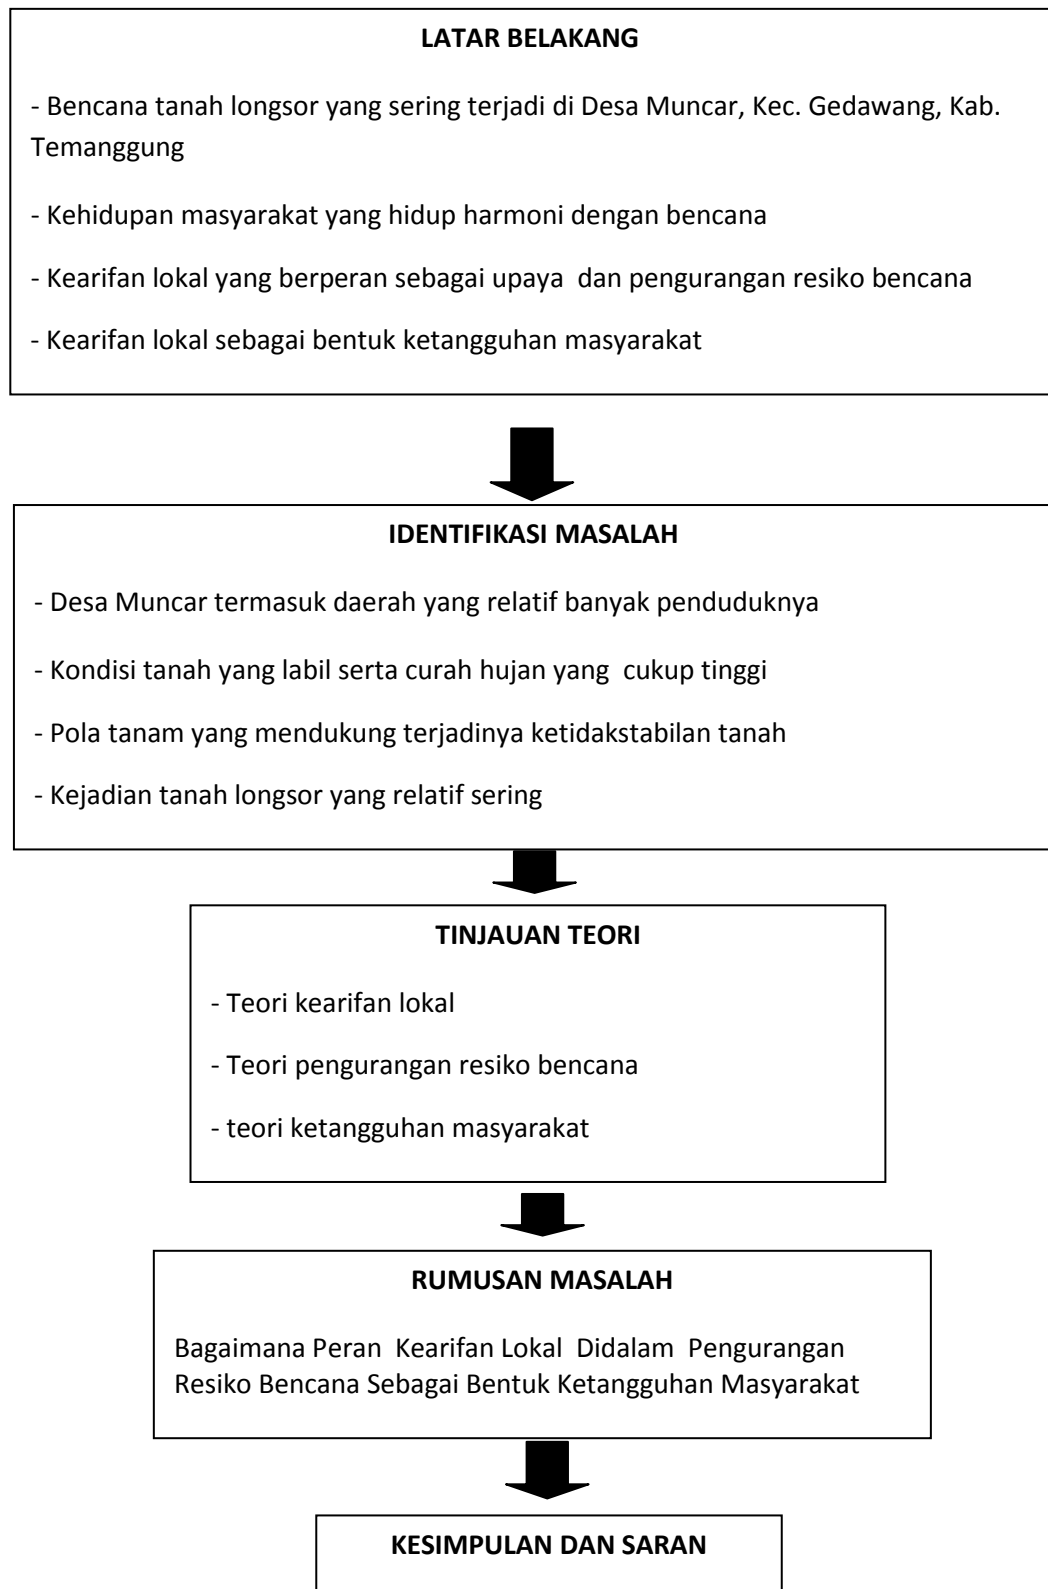 LATAR BELAKANG
- Bencana tanah longsor yang sering terjadi di Desa Muncar, Kec. Gedawang, Kab.
Temanggung
- Kehidupan masyarakat yang hidup harmoni dengan bencana
- Kearifan lokal yang berperan sebagai upaya  dan pengurangan resiko bencana
- Kearifan lokal sebagai bentuk ketangguhan masyarakat
IDENTIFIKASI MASALAH
- Desa Muncar termasuk daerah yang relatif banyak penduduknya
- Kondisi tanah yang labil serta curah hujan yang  cukup tinggi
- Pola tanam yang mendukung terjadinya ketidakstabilan tanah
- Kejadian tanah longsor yang relatif sering
TINJAUAN TEORI
- Teori kearifan lokal
- Teori pengurangan resiko bencana
- teori ketangguhan masyarakat
RUMUSAN MASALAH
Bagaimana Peran  Kearifan Lokal  Didalam  Pengurangan
Resiko Bencana Sebagai Bentuk Ketangguhan Masyarakat
KESIMPULAN DAN SARAN